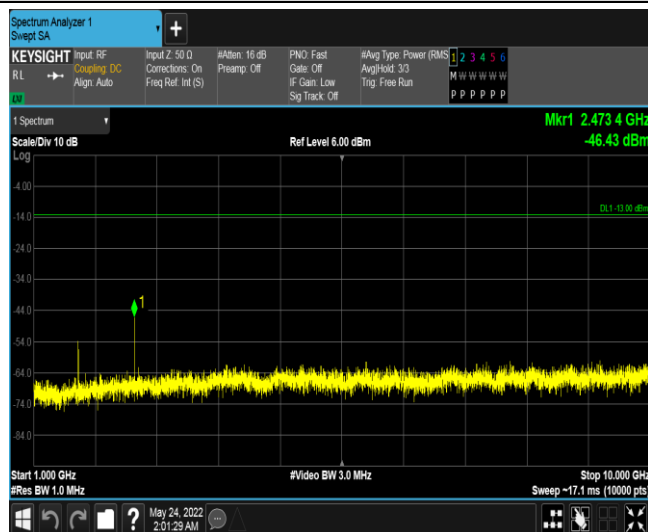 Spectrum Analyzer 1
Swept SA
KEYSIGHT
RL
Input: RF
Coupling: DC
Align: Auto
Input Z: 50 Ω
Corrections: On
Freq Ref: Int (S)
#Atten: 16 dB
Preamp: Off
PNO: Fast
Gate: Off
IF Gain: Low
Sig Track: Off
#Avg Type: Power (RMS
Avg|Hold: 3/3
Trig: Free Run
1 2 3 4 5 6
M W W W W W
P P P P P P
LXI
1 Spectrum
Scale/Div 10 dB
Ref Level 6.00 dBm
Mkr1 2.473 4 GHz
-46.43 dBm
Log
-4.00
DL1 -13.00 dBm
-14.0
-24.0
-34.0
1
-44.0
-54.0
-64.0
-74.0
-84.0
Start 1.000 GHz
#Res BW 1.0 MHz
#Video BW 3.0 MHz
Stop 10.000 GHz
Sweep ~17.1 ms (10000 pts)
?
May 24, 2022
2:01:29 AM